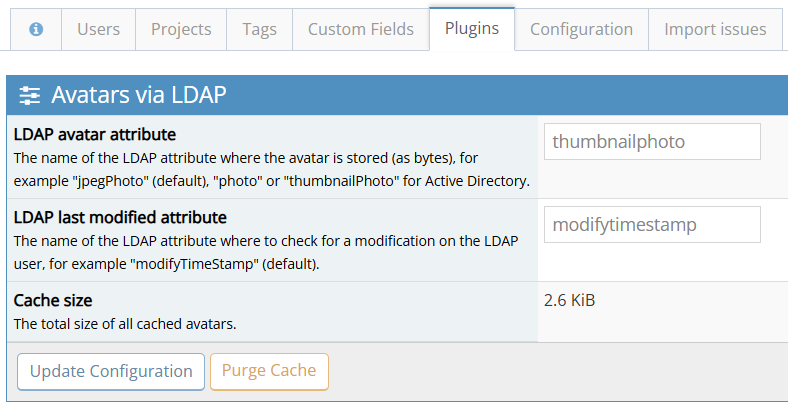 Users Projects Tags Custom Fields Plugins Configuration Import issues
Avatars via LDAP
LDAP avatar attribute
The name of the LDAP attribute where the avatar is stored (as bytes), for
example "jpegPhoto" (default), "photo" or "thumbnailPhoto" for Active Directory.
thumbnailphoto
LDAP last modified attribute
The name of the LDAP attribute where to check for a modification on the LDAP
user, for example "modifyTimeStamp" (default).
modifytimestamp
Cache size
The total size of all cached avatars.
2.6 KiB
Update Configuration Purge Cache